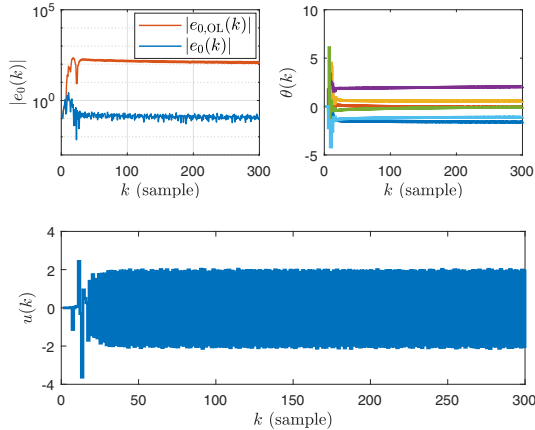 10^5
10^0
|e_{0,OL}(k)|
|e_0(k)|
|e_0(k)|
0 100 200 300
k (sample)
10
5
0
-5
θ(k)
0 100 200 300
k (sample)
4
2
0
-2
-4
u(k)
0 50 100 150 200 250 300
k (sample)